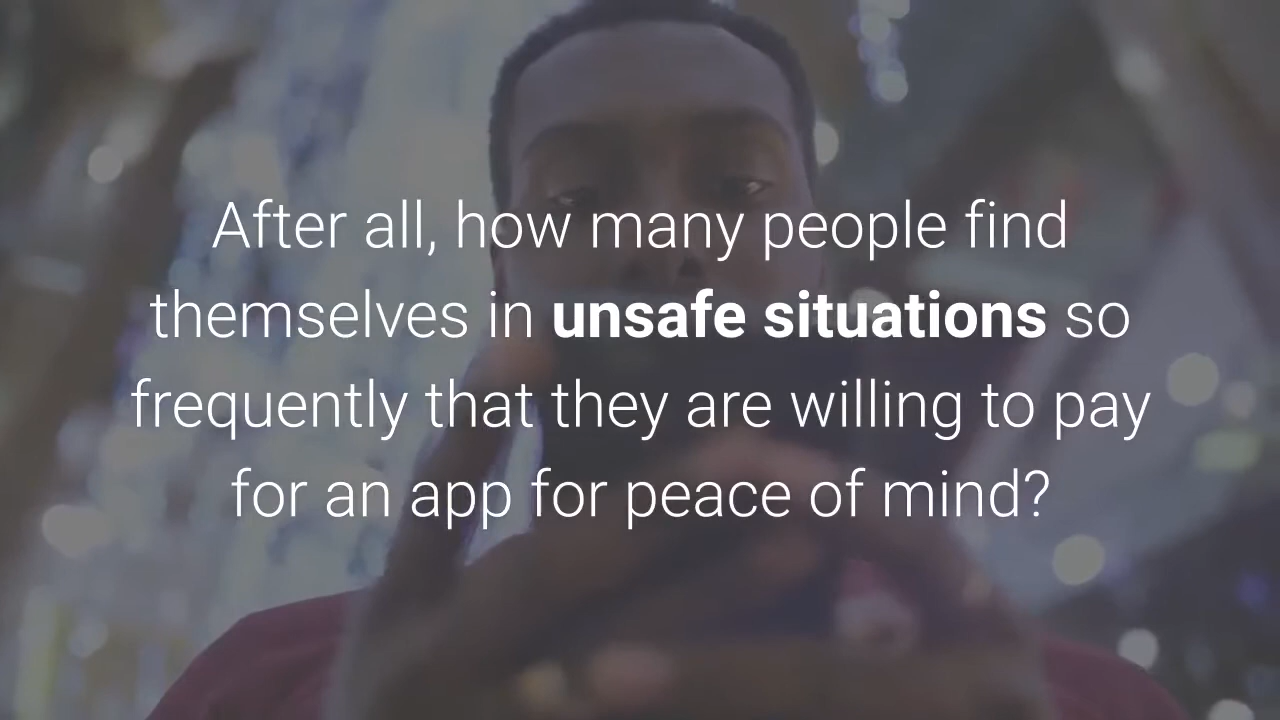 After all, how many people find
themselves in unsafe situations so
frequently that they are willing to pay
for an app for peace of mind?